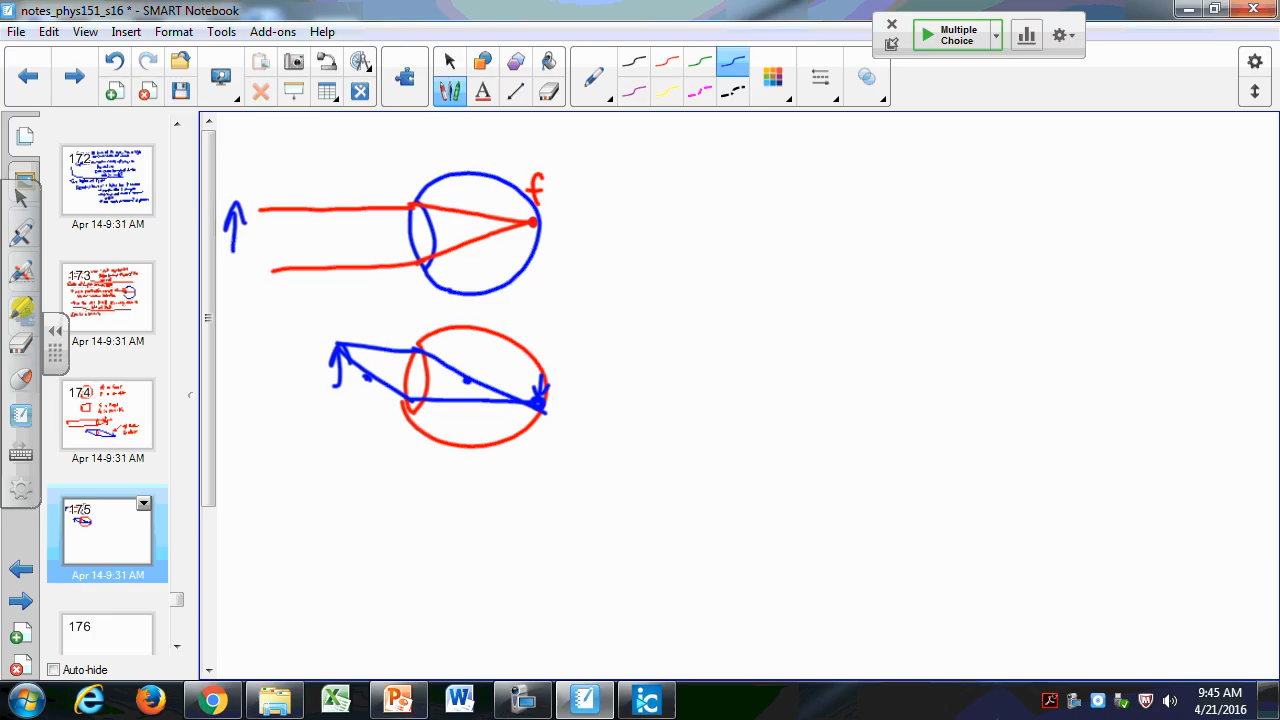 notes_phys151_s16 * - SMART Notebook
File Edit View Insert Format Tools Add-ons Help
Multiple
Choice
172
Apr 14-9:31 AM
173
Apr 14-9:31 AM
174
Apr 14-9:31 AM
175
Apr 14-9:31 AM
176
Auto-hide
f
9:45 AM
4/21/2016